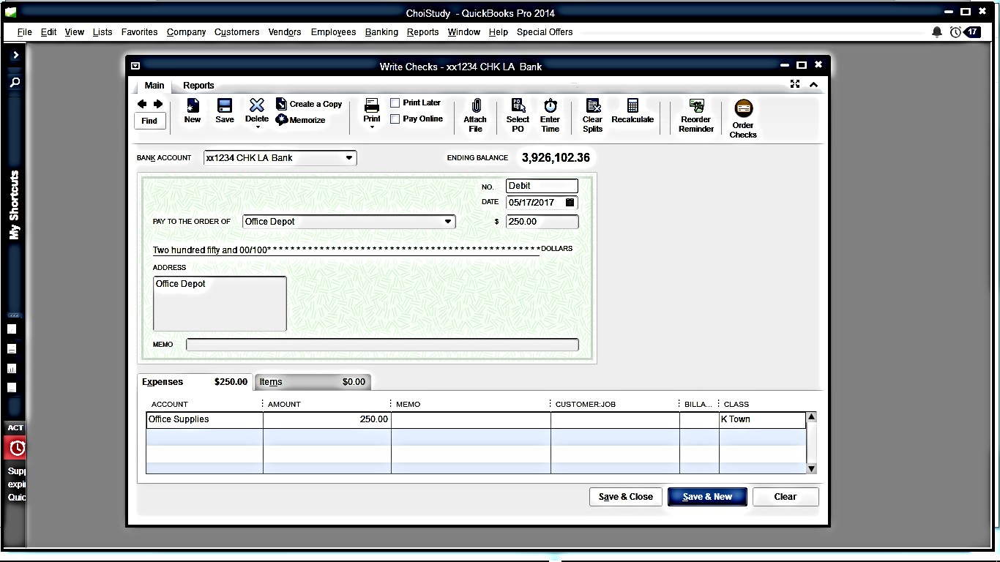 ChoiStudy - QuickBooks Pro 2014
File Edit View Lists Favorites Company Customers Vendors Employees Banking Reports Window Help Special Offers 17
Write Checks - xx1234 CHK LA Bank
Main Reports
Find New Save Delete Create a Copy Memorize Print Print Later Pay Online Attach File Select PO Enter Time Clear Splits Recalculate Reorder Reminder Order Checks
BANK ACCOUNT xx1234 CHK LA Bank ENDING BALANCE 3,926,102.36
NO. Debit
DATE 05/17/2017
PAY TO THE ORDER OF Office Depot $ 250.00
Two hundred fifty and 00/100* * * * * * * * * * * * * * * * * * * * * * * * * * * * * * * * * * * * * * * * * * * * * * * DOLLARS
ADDRESS
Office Depot
MEMO
Expenses $250.00 Items $0.00
ACCOUNT AMOUNT MEMO CUSTOMER:JOB BILLA... CLASS
Office Supplies 250.00 K Town
Save & Close Save & New Clear
My Shortcuts
ACT
Supp
expi
Quic